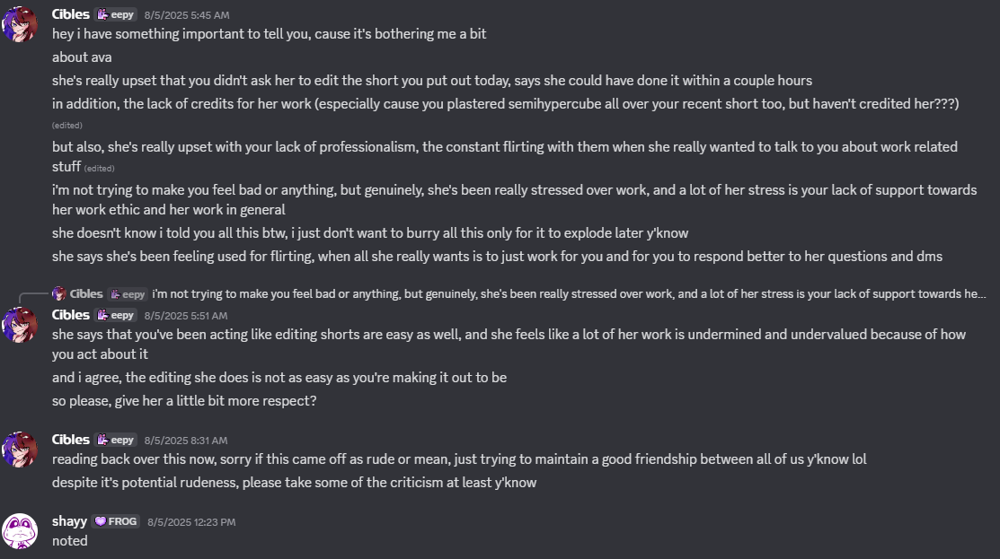 Cibles eepy 8/5/2025 5:45 AM
hey i have something important to tell you, cause it's bothering me a bit
about ava
she's really upset that you didn't ask her to edit the short you put out today, says she could have done it within a couple hours
in addition, the lack of credits for her work (especially cause you plastered semihypercube all over your recent short too, but haven't credited her???)
(edited)
but also, she's really upset with your lack of professionalism, the constant flirting with them when she really wanted to talk to you about work related
stuff (edited)
i'm not trying to make you feel bad or anything, but genuinely, she's been really stressed over work, and a lot of her stress is your lack of support towards
her work ethic and her work in general
she doesn't know i told you all this btw, i just don't want to burry all this only for it to explode later y'know
she says she's been feeling used for flirting, when all she really wants is to just work for you and for you to respond better to her questions and dms
Cibles eepy i'm not trying to make you feel bad or anything, but genuinely, she's been really stressed over work, and a lot of her stress is your lack of support towards he...
Cibles eepy 8/5/2025 5:51 AM
she says that you've been acting like editing shorts are easy as well, and she feels like a lot of her work is undermined and undervalued because of how
you act about it
and i agree, the editing she does is not as easy as you're making it out to be
so please, give her a little bit more respect?
Cibles eepy 8/5/2025 8:31 AM
reading back over this now, sorry if this came off as rude or mean, just trying to maintain a good friendship between all of us y'know lol
despite it's potential rudeness, please take some of the criticism at least y'know
shayy FROG 8/5/2025 12:23 PM
noted